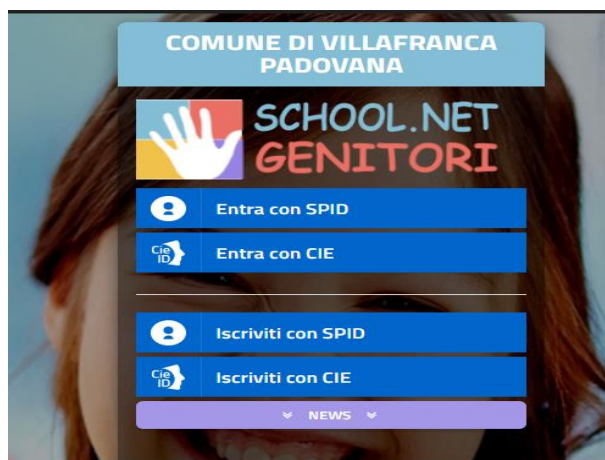 COMUNE DI VILLAFRANCA
PADOVANA
SCHOOL.NET
GENITORI
Entra con SPID
Cie
ID
Entra con CIE
Iscriviti con SPID
Cie
ID
Iscriviti con CIE
NEWS